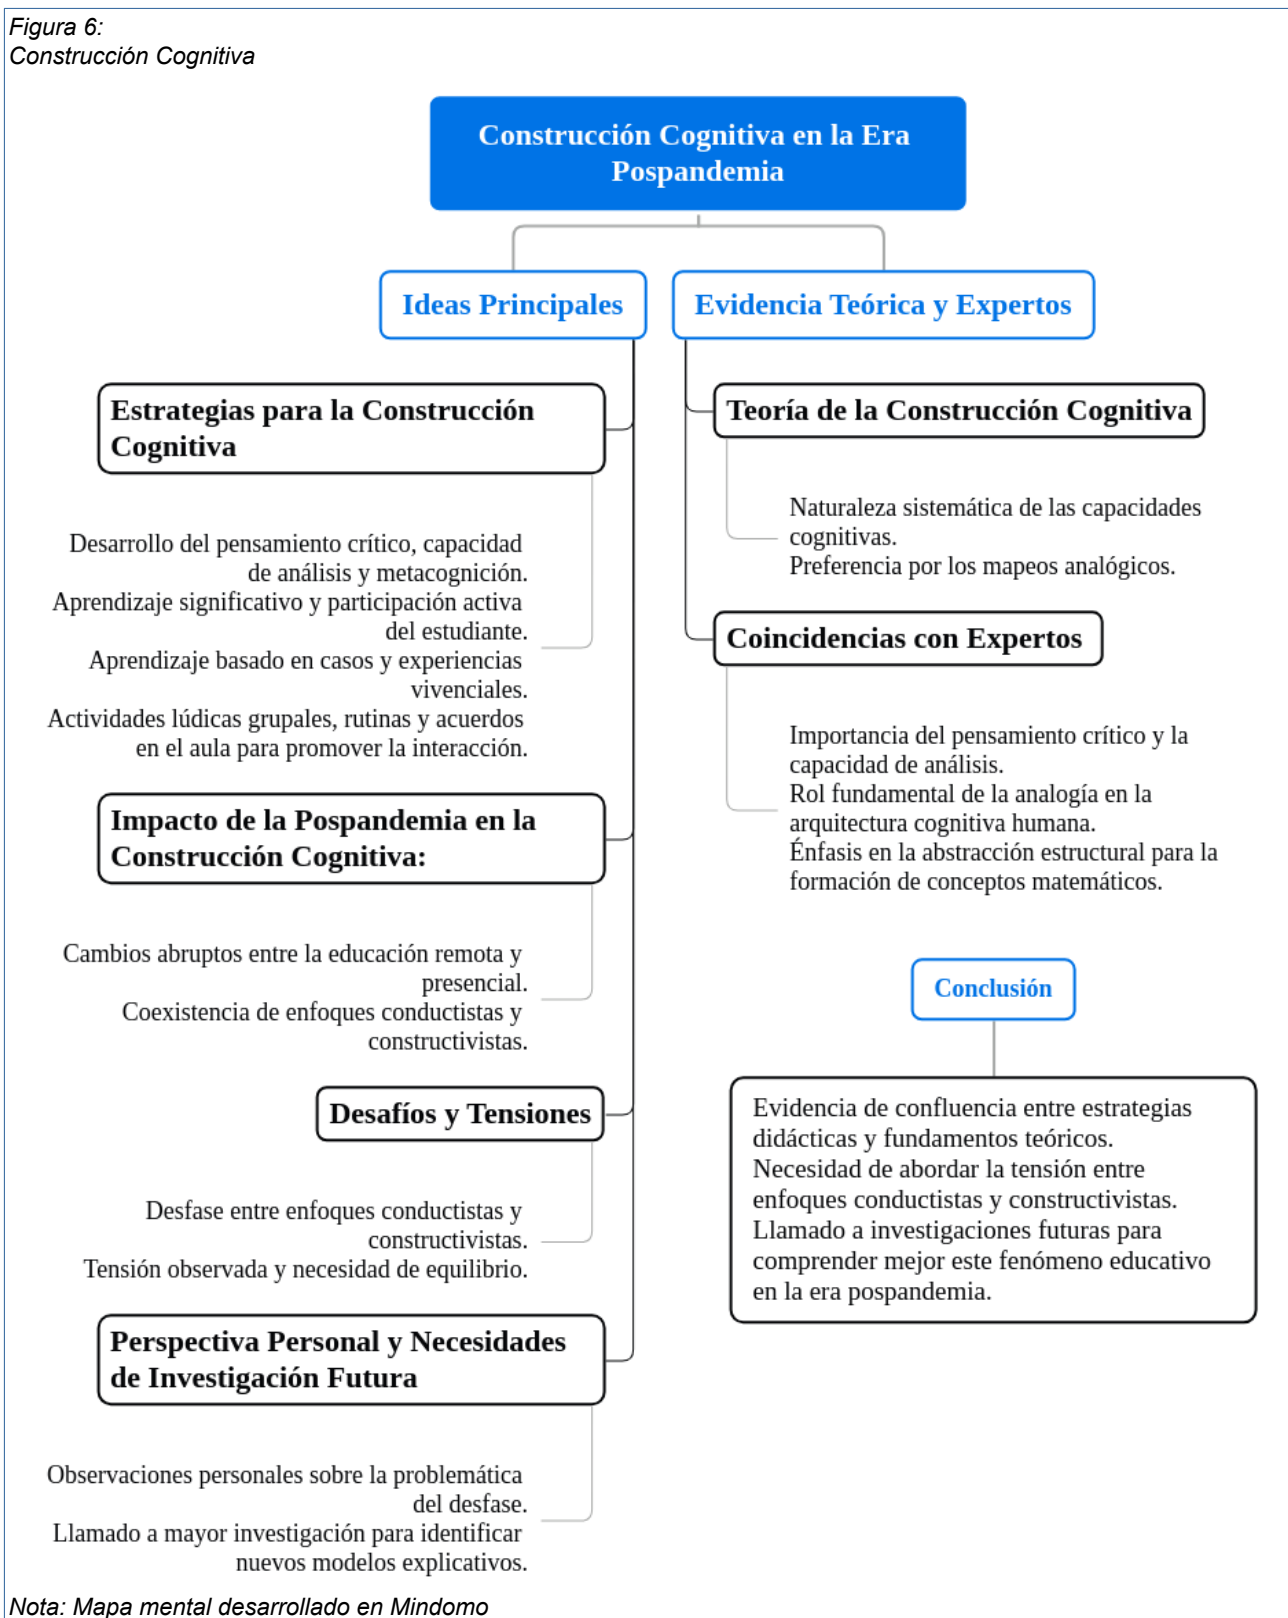 Figura 6:
Construcción Cognitiva
Construcción Cognitiva en la Era
Pospandemia
Ideas Principales
Estrategias para la Construcción
Cognitiva
Desarrollo del pensamiento crítico, capacidad
de análisis y metacognición.
Aprendizaje significativo y participación activa
del estudiante.
Aprendizaje basado en casos y experiencias
vivenciales.
Actividades lúdicas grupales, rutinas y acuerdos
en el aula para promover la interacción.
Impacto de la Pospandemia en la
Construcción Cognitiva:
Cambios abruptos entre la educación remota y
presencial.
Coexistencia de enfoques conductistas y
constructivistas.
Desafíos y Tensiones
Desfase entre enfoques conductistas y
constructivistas.
Tensión observada y necesidad de equilibrio.
Perspectiva Personal y Necesidades
de Investigación Futura
Observaciones personales sobre la problemática
del desfase.
Llamado a mayor investigación para identificar
nuevos modelos explicativos.
Evidencia Teórica y Expertos
Teoría de la Construcción Cognitiva
Naturaleza sistemática de las capacidades
cognitivas.
Preferencia por los mapeos analógicos.
Coincidencias con Expertos
Importancia del pensamiento crítico y la
capacidad de análisis.
Rol fundamental de la analogía en la
arquitectura cognitiva humana.
Énfasis en la abstracción estructural para la
formación de conceptos matemáticos.
Conclusión
Evidencia de confluencia entre estrategias
didácticas y fundamentos teóricos.
Necesidad de abordar la tensión entre
enfoques conductistas y constructivistas.
Llamado a investigaciones futuras para
comprender mejor este fenómeno educativo
en la era pospandemia.
Nota: Mapa mental desarrollado en Mindomo